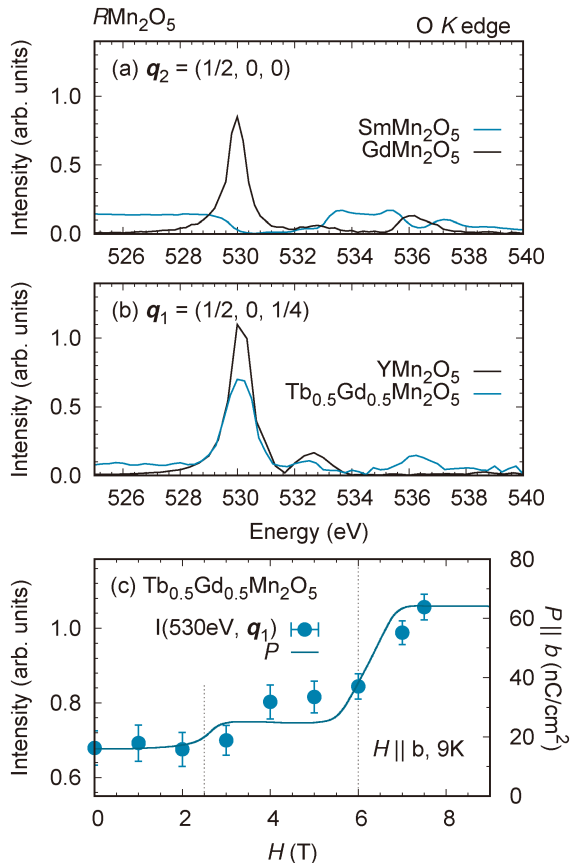 RMn2O5 O K edge
(a) q2 = (1/2, 0, 0)
SmMn2O5
GdMn2O5
Intensity (arb. units)
1.0
0.5
0.0
526 528 530 532 534 536 538 540
(b) q1 = (1/2, 0, 1/4)
YMn2O5
Tb0.5Gd0.5Mn2O5
Intensity (arb. units)
1.0
0.5
0.0
526 528 530 532 534 536 538 540
Energy (eV)
(c) Tb0.5Gd0.5Mn2O5
I(530eV, q1)
P
H || b, 9K
Intensity (arb. units)
1.0
0.8
0.6
80
60
40
20
0
P || b (nC/cm2)
0 2 4 6 8
H (T)